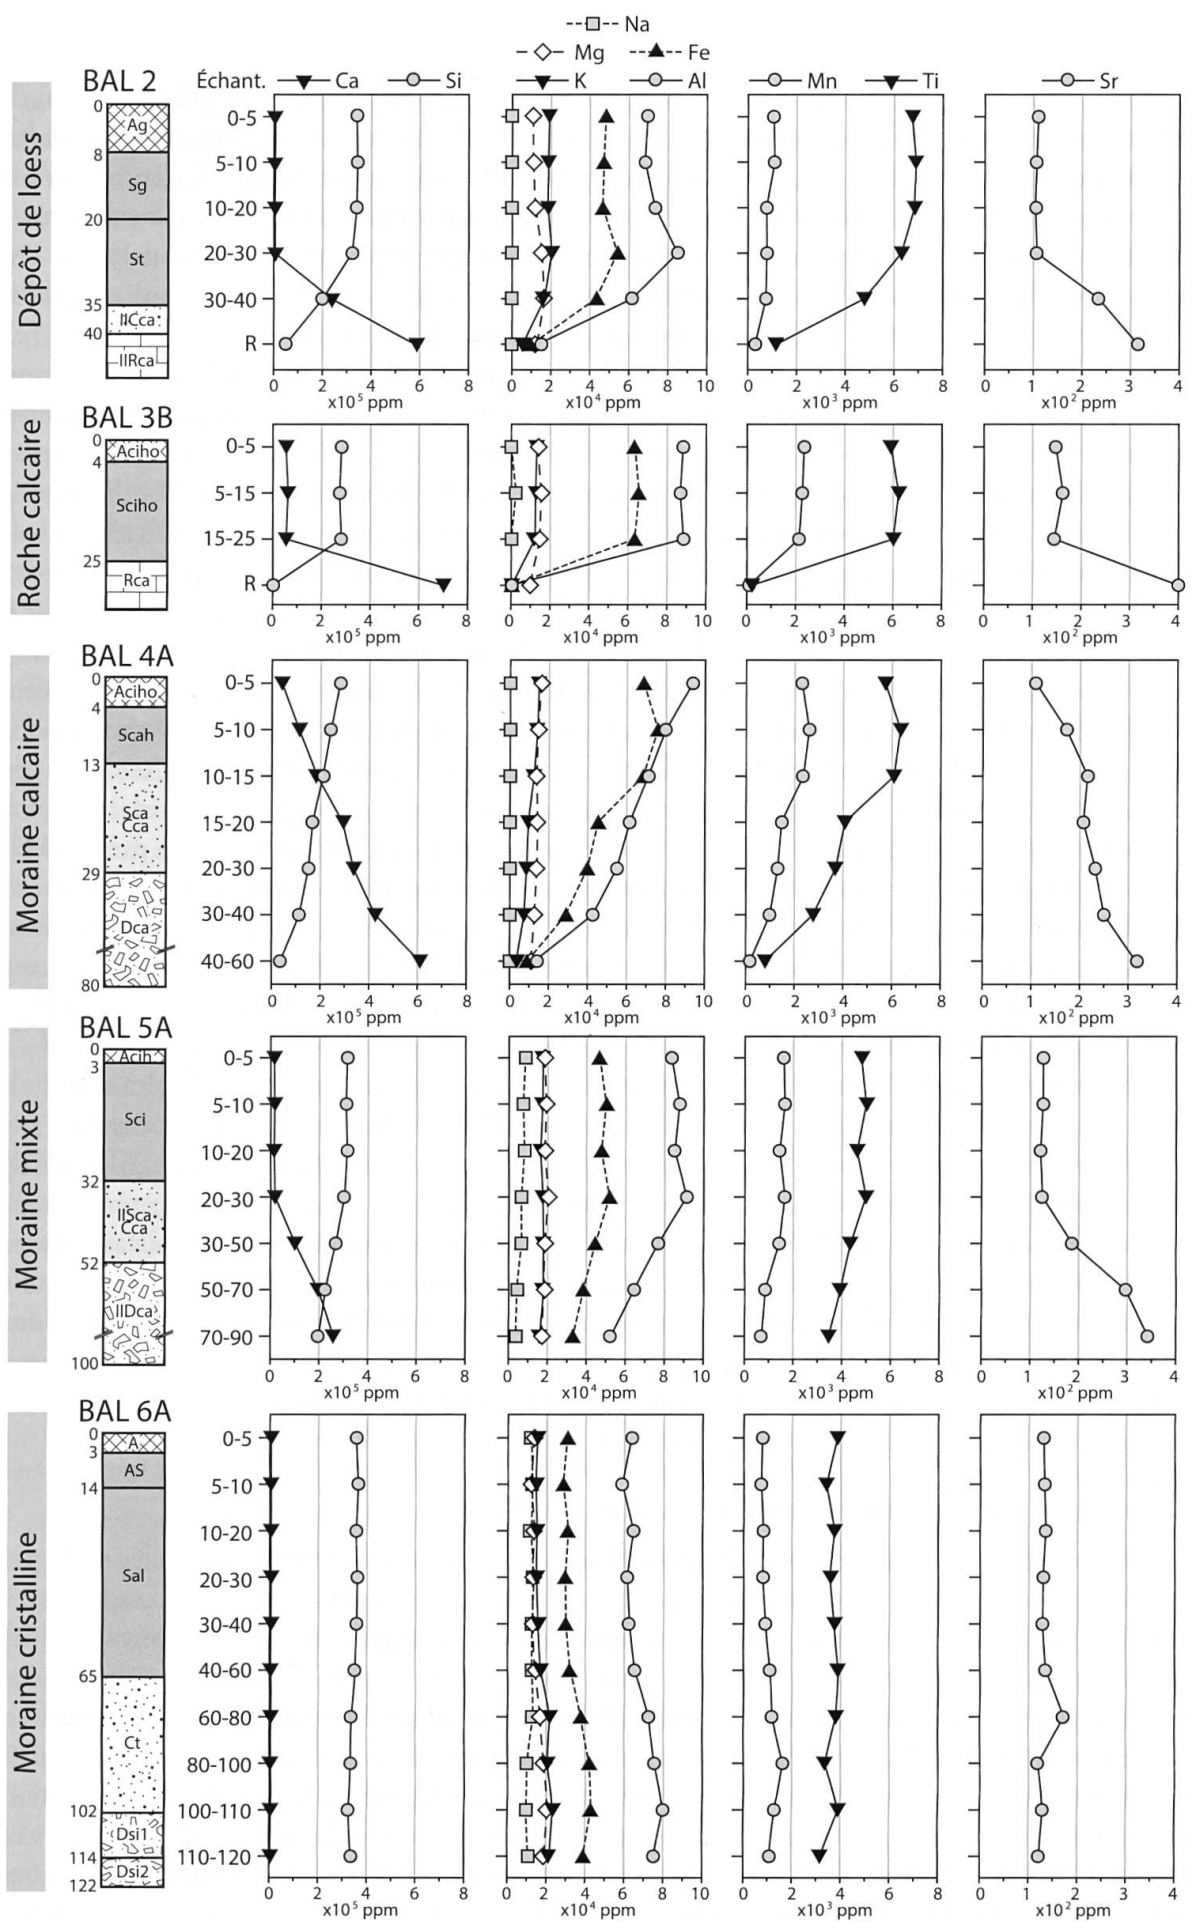 Na
Mg Fe
BAL 2 Échant. Ca Si K Al Mn Ti Sr
Dépôt de loess
0
Ag
8
Sg
20
St
35
IICca
40
IIRca
0-5
5-10
10-20
20-30
30-40
R
0 2 4 6 8
x10⁵ ppm
0 2 4 6 8 10
x10⁴ ppm
0 2 4 6 8
x10³ ppm
0 1 2 3 4
x10² ppm
BAL 3B
Roche calcaire
0
Aciho
4
Sciho
25
Rca
0-5
5-15
15-25
R
0 2 4 6 8
x10⁵ ppm
0 2 4 6 8 10
x10⁴ ppm
0 2 4 6 8
x10³ ppm
0 1 2 3 4
x10² ppm
BAL 4A
Moraine calcaire
0
Aciho
4
Scah
13
Sca
Cca
29
Dca
80
0-5
5-10
10-15
15-20
20-30
30-40
40-60
0 2 4 6 8
x10⁵ ppm
0 2 4 6 8 10
x10⁴ ppm
0 2 4 6 8
x10³ ppm
0 1 2 3 4
x10² ppm
BAL 5A
Moraine mixte
0
Acih
3
Sci
32
IISca
Cca
52
IIDca
100
0-5
5-10
10-20
20-30
30-50
50-70
70-90
0 2 4 6 8
x10⁵ ppm
0 2 4 6 8 10
x10⁴ ppm
0 2 4 6 8
x10³ ppm
0 1 2 3 4
x10² ppm
BAL 6A
Moraine cristalline
0
A
3
AS
14
Sal
65
Ct
102
Dsi1
114
Dsi2
122
0-5
5-10
10-20
20-30
30-40
40-60
60-80
80-100
100-110
110-120
0 2 4 6 8
x10⁵ ppm
0 2 4 6 8 10
x10⁴ ppm
0 2 4 6 8
x10³ ppm
0 1 2 3 4
x10² ppm